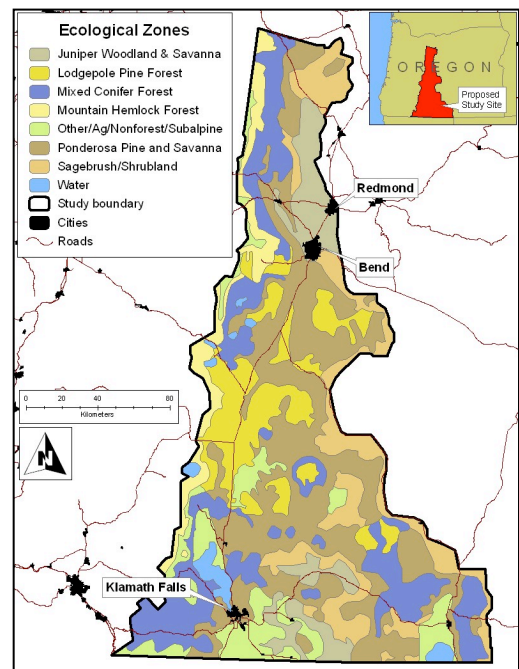 Ecological Zones
Juniper Woodland & Savanna
Lodgepole Pine Forest
Mixed Conifer Forest
Mountain Hemlock Forest
Other/Ag/Nonforest/Subalpine
Ponderosa Pine and Savanna
Sagebrush/Shrubland
Water
Study boundary
Cities
Roads
OREGON
Proposed
Study Site
Redmond
Bend
0 20 40 80
Kilometers
N
Klamath Falls